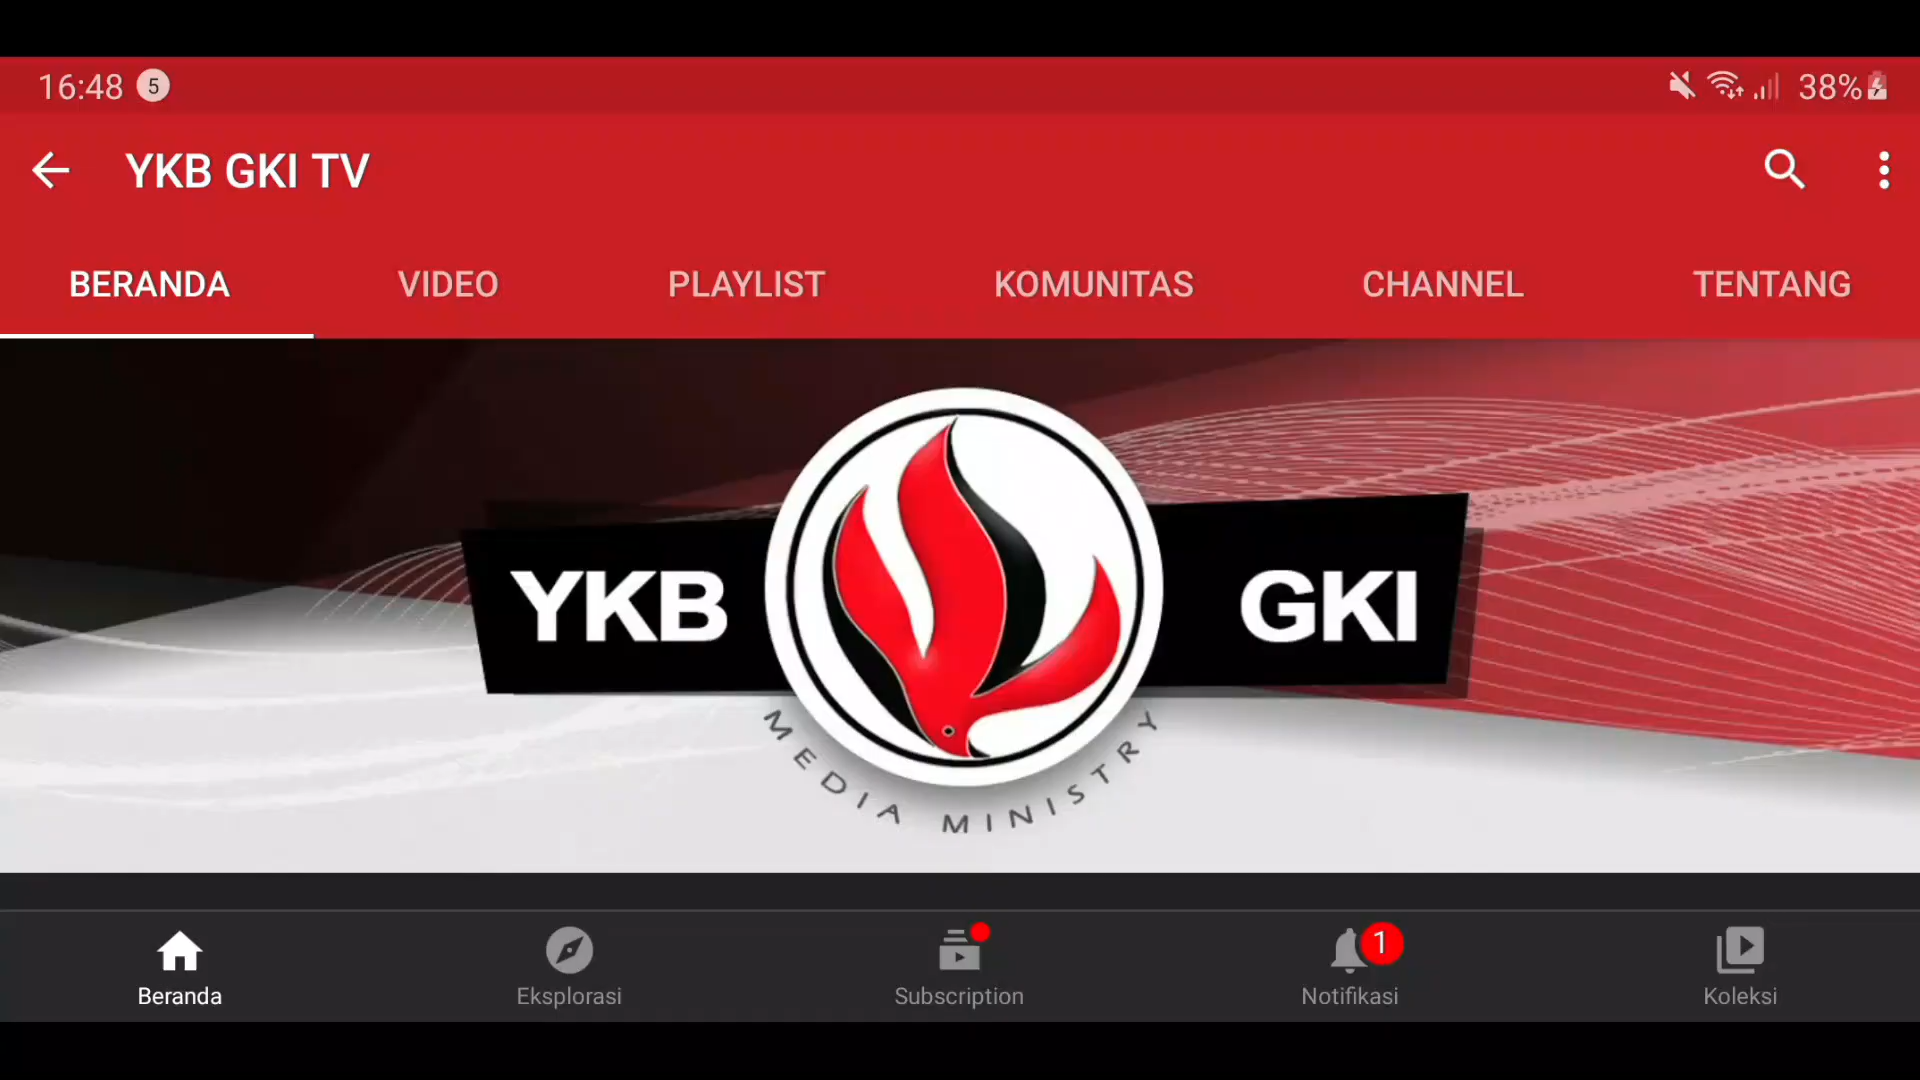 16:48 5 38%
YKB GKI TV
BERANDA VIDEO PLAYLIST KOMUNITAS CHANNEL TENTANG
YKB GKI
MEDIA MINISTRY
1
Beranda Eksplorasi Subscription Notifikasi Koleksi